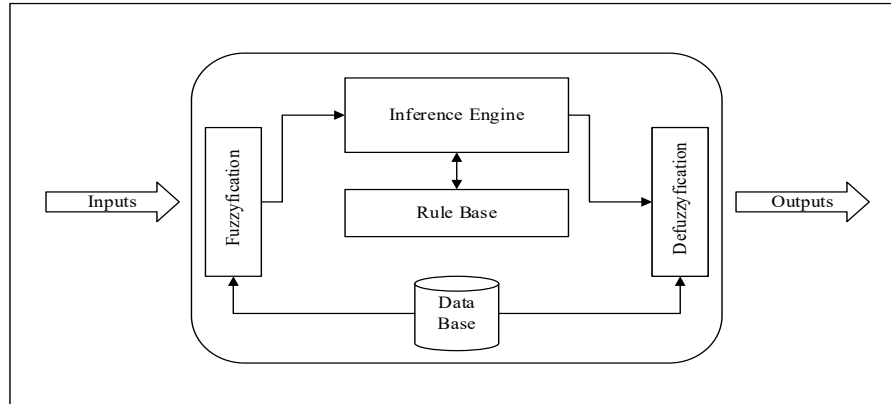 Inference Engine
Fuzzyfication
Defuzzyfication
Inputs
Rule Base
Outputs
Data
Base